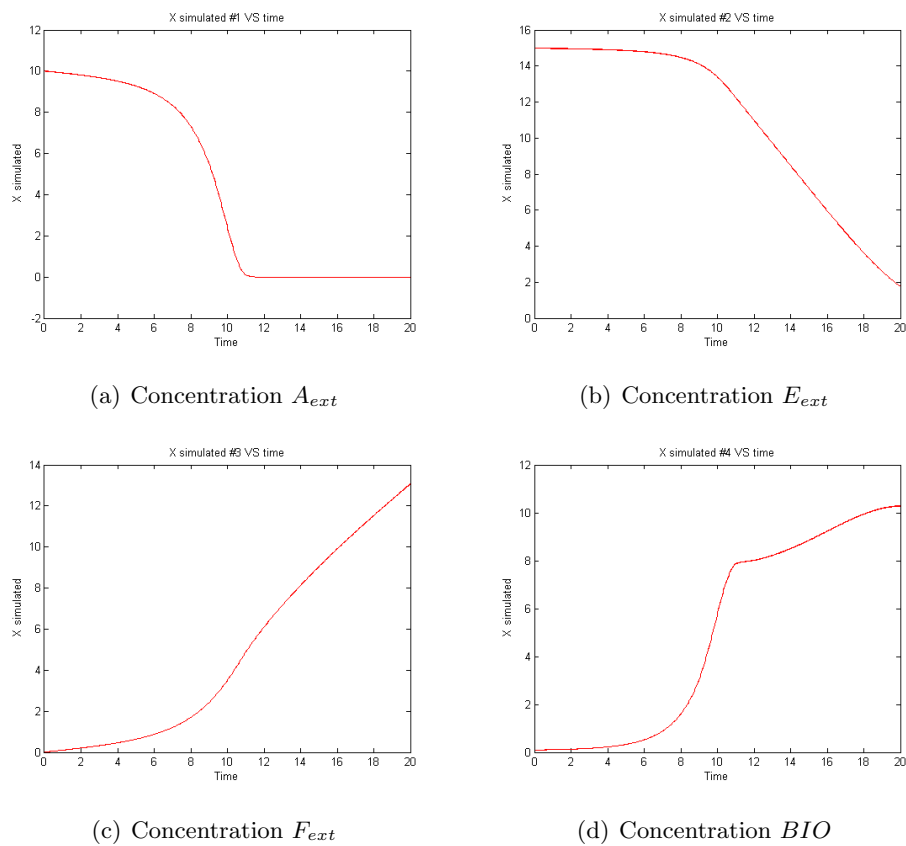 X simulated #1 VS time
12
10
8
6
4
2
0
-2
X simulated
0 2 4 6 8 10 12 14 16 18 20
Time
(a) Concentration A_ext
X simulated #2 VS time
16
14
12
10
8
6
4
2
0
X simulated
0 2 4 6 8 10 12 14 16 18 20
Time
(b) Concentration E_ext
X simulated #3 VS time
14
12
10
8
6
4
2
0
X simulated
0 2 4 6 8 10 12 14 16 18 20
Time
(c) Concentration F_ext
X simulated #4 VS time
12
10
8
6
4
2
0
X simulated
0 2 4 6 8 10 12 14 16 18 20
Time
(d) Concentration BIO